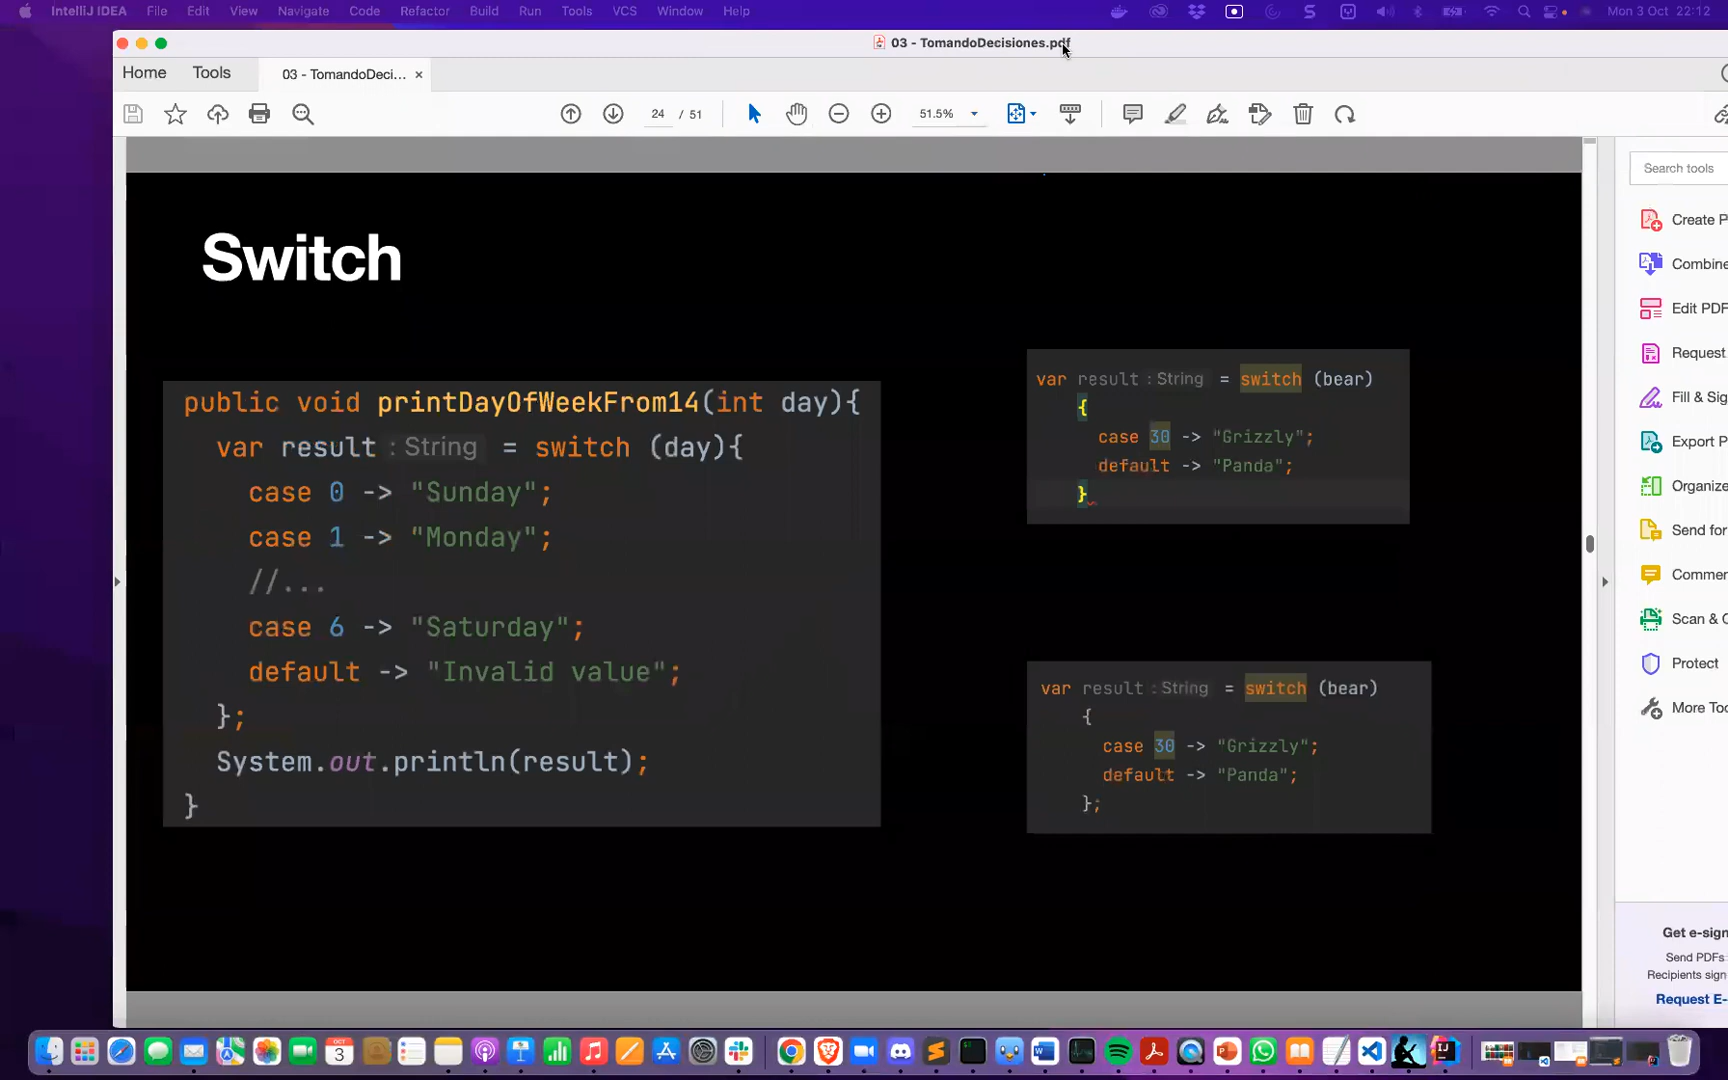 IntelliJ IDEA File Edit View Navigate Code Refactor Build Run Tools VCS Window Help Mon 3 Oct 22:12
03 - TomandoDecisiones.pdf
Home Tools 03 - TomandoDeci... ×
24 / 51 51.5%
Search tools
Switch
public void printDayOfWeekFrom14(int day){
var result : String = switch (day){
case 0 -> "Sunday";
case 1 -> "Monday";
//...
case 6 -> "Saturday";
default -> "Invalid value";
};
System.out.println(result);
}
var result : String = switch (bear)
{
case 30 -> "Grizzly";
default -> "Panda";
}
var result : String = switch (bear)
{
case 30 -> "Grizzly";
default -> "Panda";
};
Create P
Combine
Edit PDF
Request
Fill & Sig
Export P
Organize
Send for
Commer
Scan & C
Protect
More Too
Get e-sign
Send PDFs
Recipients sign
Request E-
OCT
3